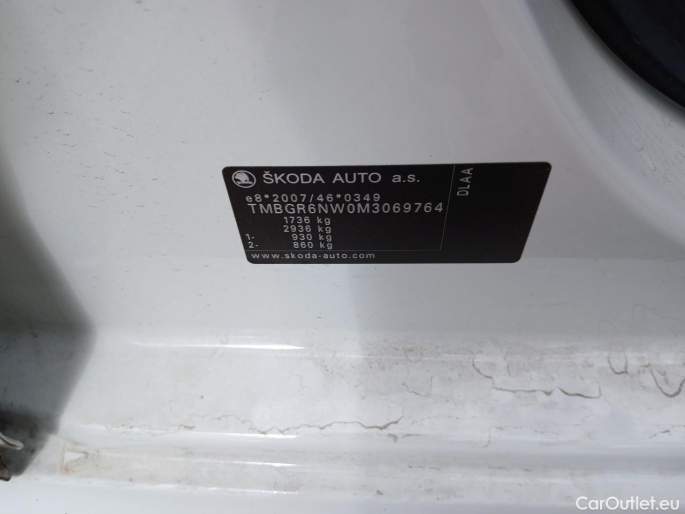 ŠKODA AUTO a.s.
e8*2007/46*0349
TMBGR6NW0M3069764
1736 kg
2936 kg
1- 930 kg
2- 860 kg
www.skoda-auto.com
DLAA
CarOutlet.eu